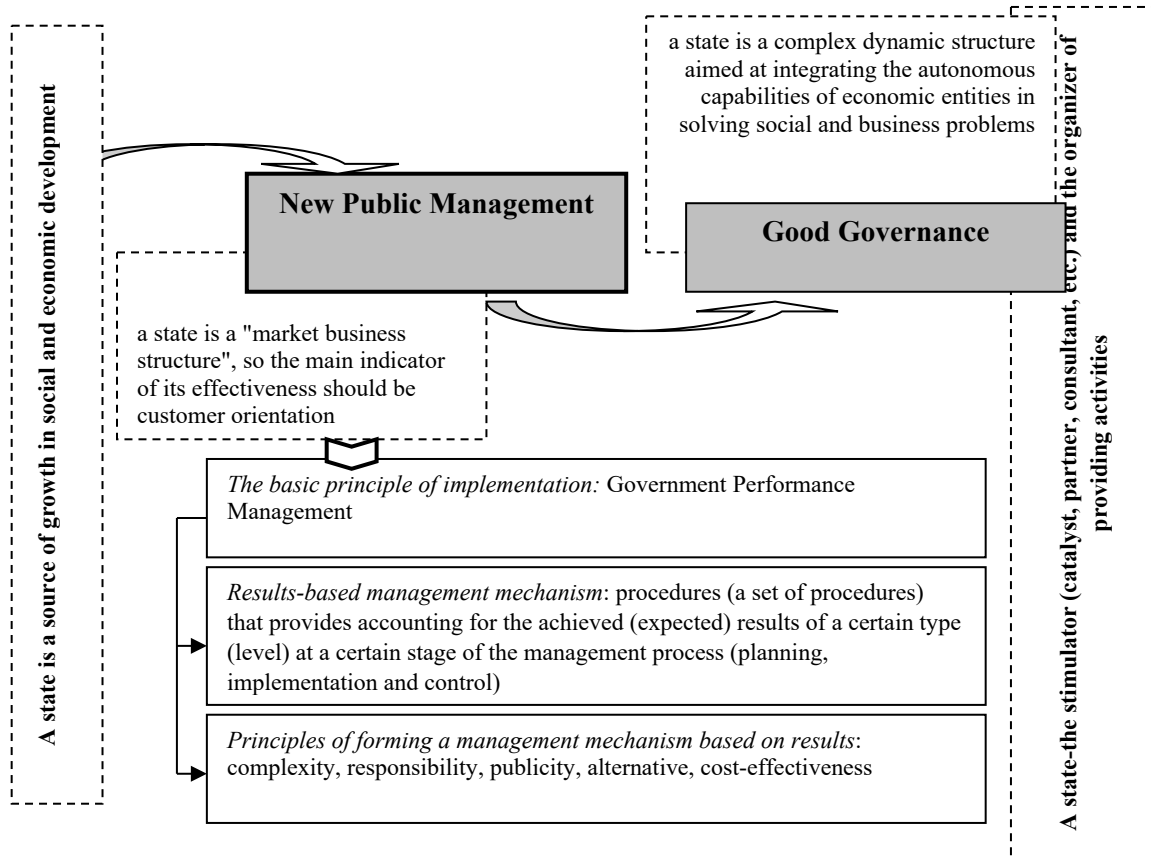 A state is a source of growth in social and economic development
New Public Management
a state is a "market business
structure", so the main indicator
of its effectiveness should be
customer orientation
a state is a complex dynamic structure
aimed at integrating the autonomous
capabilities of economic entities in
solving social and business problems
Good Governance
The basic principle of implementation: Government Performance
Management
Results-based management mechanism: procedures (a set of procedures)
that provides accounting for the achieved (expected) results of a certain type
(level) at a certain stage of the management process (planning,
implementation and control)
Principles of forming a management mechanism based on results:
complexity, responsibility, publicity, alternative, cost-effectiveness
A state-the stimulator (catalyst, partner, consultant, etc.) and the organizer of
providing activities